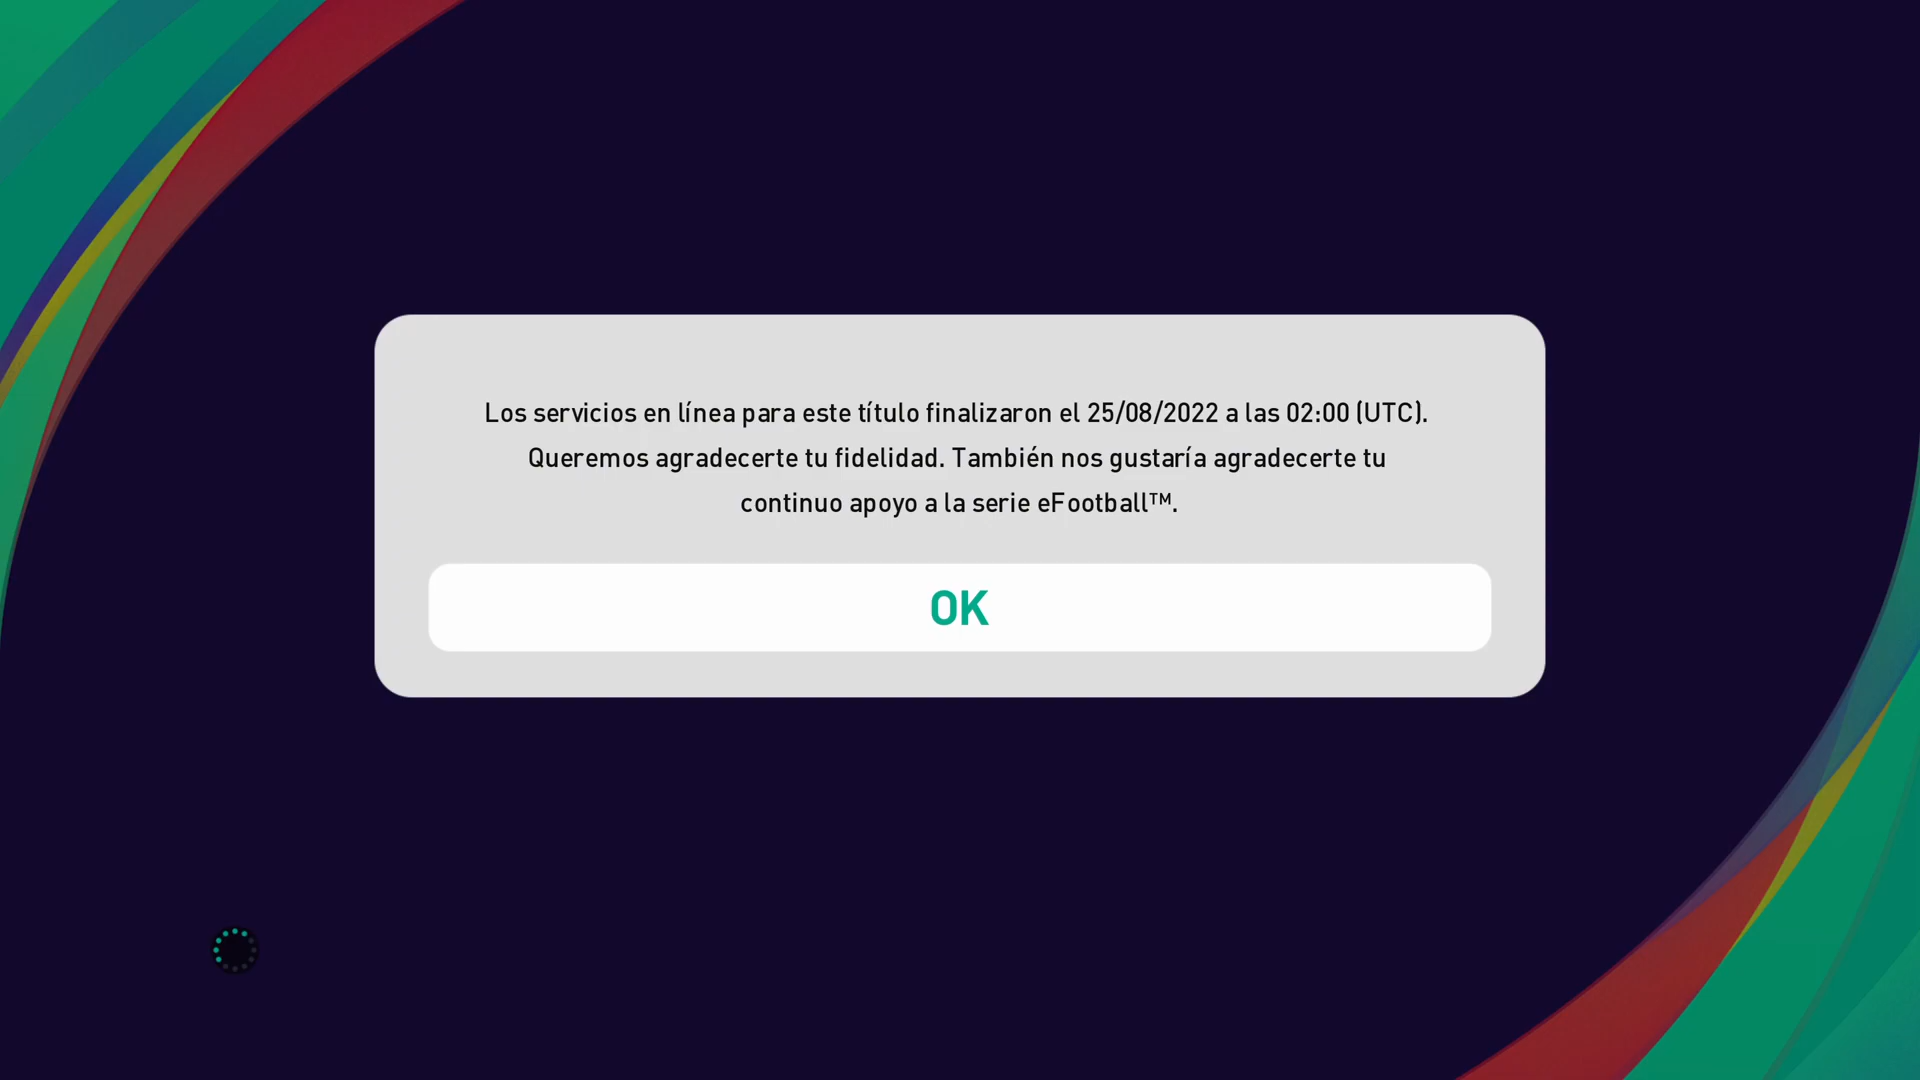 Los servicios en línea para este título finalizaron el 25/08/2022 a las 02:00 (UTC).
Queremos agradecerte tu fidelidad. También nos gustaría agradecerte tu
continuo apoyo a la serie eFootball™.
OK